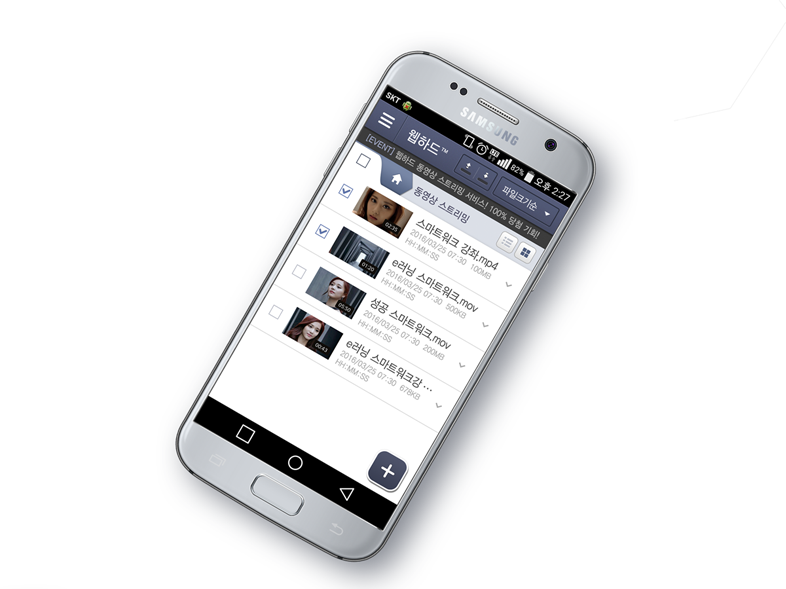 SAMSUNG
SKT 82% 오후 2:27
웹하드™ 파일크기순
[EVENT] 웹하드 동영상 스트리밍 서비스! 100% 당첨 기회!
동영상 스트리밍
02:35
스마트워크 강좌.mp4
2016/03/25 07:30 100MB
HH:MM:SS
01:20
e러닝 스마트워크.mov
2016/03/25 07:30 500KB
HH:MM:SS
05:50
성공 스마트워크.mov
2016/03/25 07:30 200MB
HH:MM:SS
00:43
e러닝 스마트워크강 ...
2016/03/25 07:30 678KB
HH:MM:SS